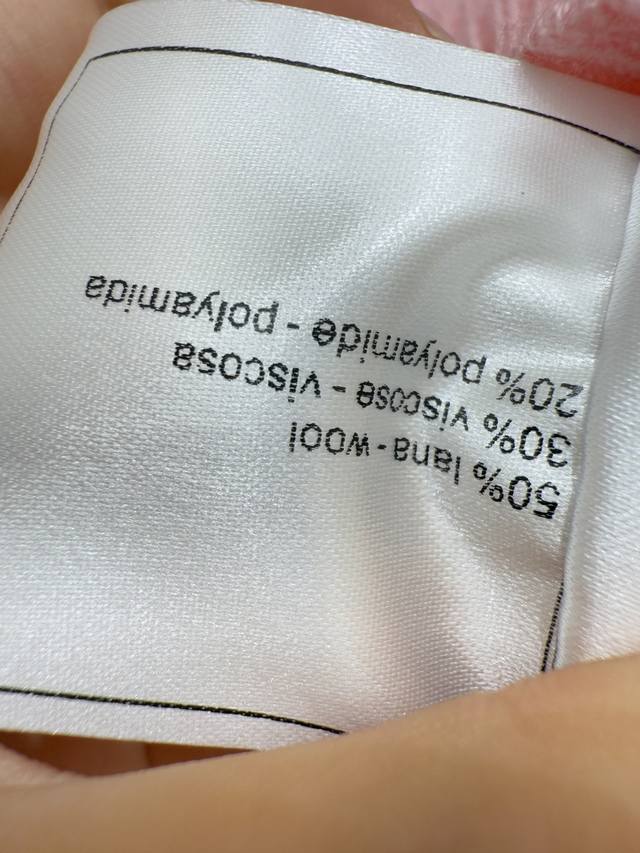 50% lana-wool
30% viscose - viscosa
20% polyamide - polyamida